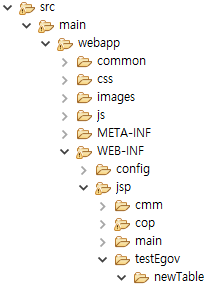 src
main
webapp
common
css
images
js
META-INF
WEB-INF
config
jsp
cmm
cop
main
testEgov
newTable